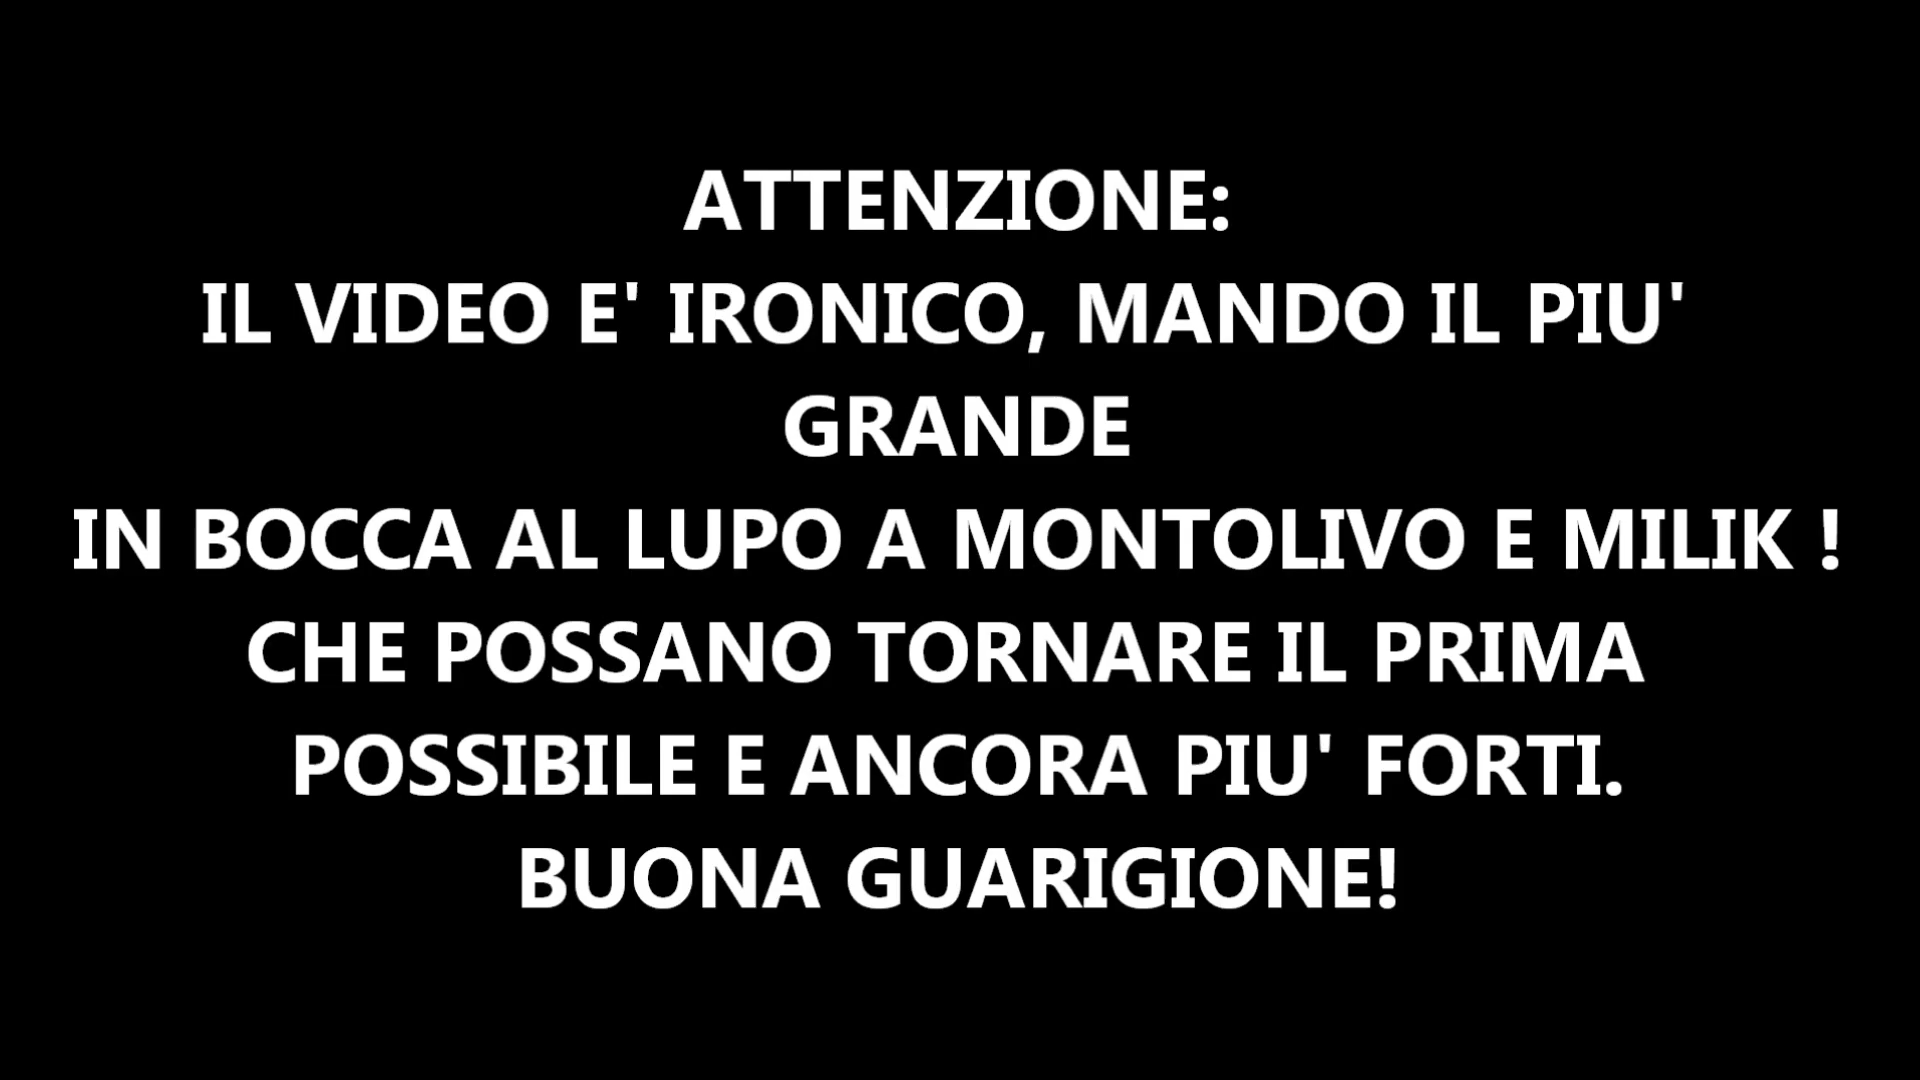 ATTENZIONE:
IL VIDEO E' IRONICO, MANDO IL PIU'
GRANDE
IN BOCCA AL LUPO A MONTOLIVO E MILIK !
CHE POSSANO TORNARE IL PRIMA
POSSIBILE E ANCORA PIU' FORTI.
BUONA GUARIGIONE!